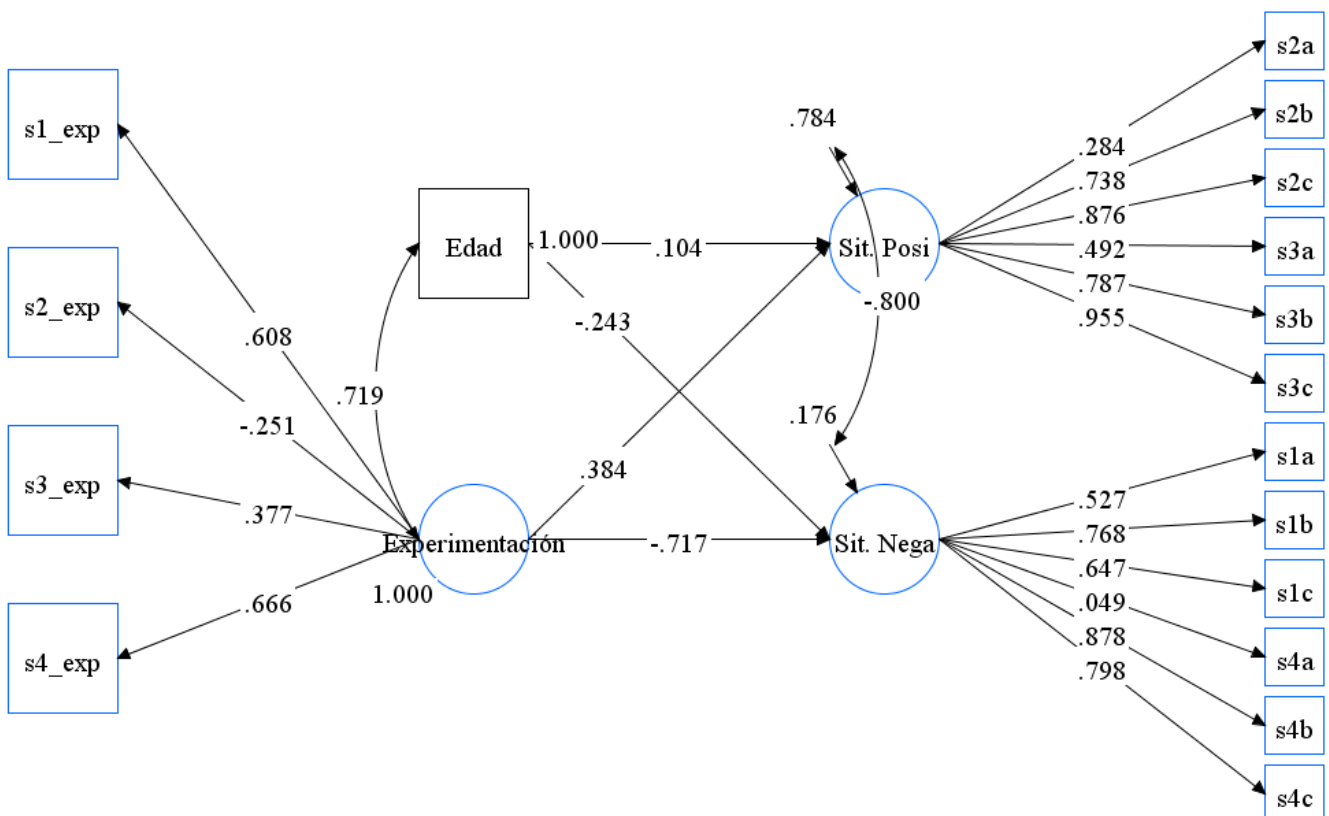 s1_exp
s2_exp
s3_exp
s4_exp
.608
-.251
.377
.666
.719
Edad
1.000
Experimentación
1.000
.104
-.243
.384
-.717
.784
Sit. Posi
-.800
.176
Sit. Nega
.284
.738
.876
.492
.787
.955
.527
.768
.647
.049
.878
.798
s2a
s2b
s2c
s3a
s3b
s3c
s1a
s1b
s1c
s4a
s4b
s4c